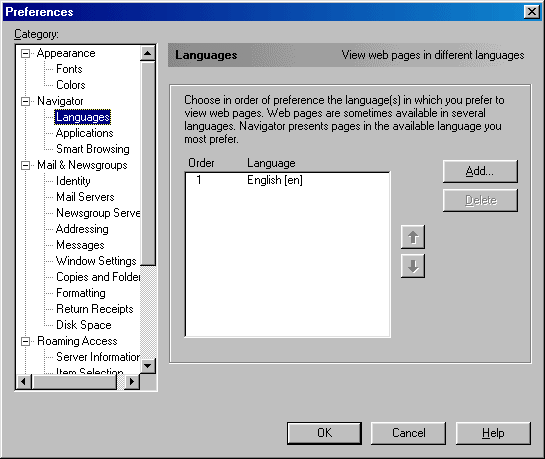 Preferences
Category:
Appearance
Fonts
Colors
Navigator
Languages
Applications
Smart Browsing
Mail & Newsgroups
Identity
Mail Servers
Newsgroup Serve
Addressing
Messages
Window Settings
Copies and Folder
Formatting
Return Receipts
Disk Space
Roaming Access
Server Information
Item Selection
Languages View web pages in different languages
Choose in order of preference the language(s) in which you prefer to
view web pages. Web pages are sometimes available in several
languages. Navigator presents pages in the available language you
most prefer.
Order Language
1 English [en]
Add...
Delete
OK Cancel Help